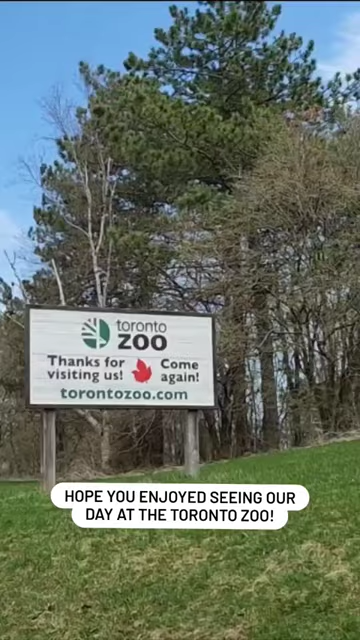 toronto
ZOO
Thanks for Come
visiting us! again!
torontozoo.com
HOPE YOU ENJOYED SEEING OUR
DAY AT THE TORONTO ZOO!